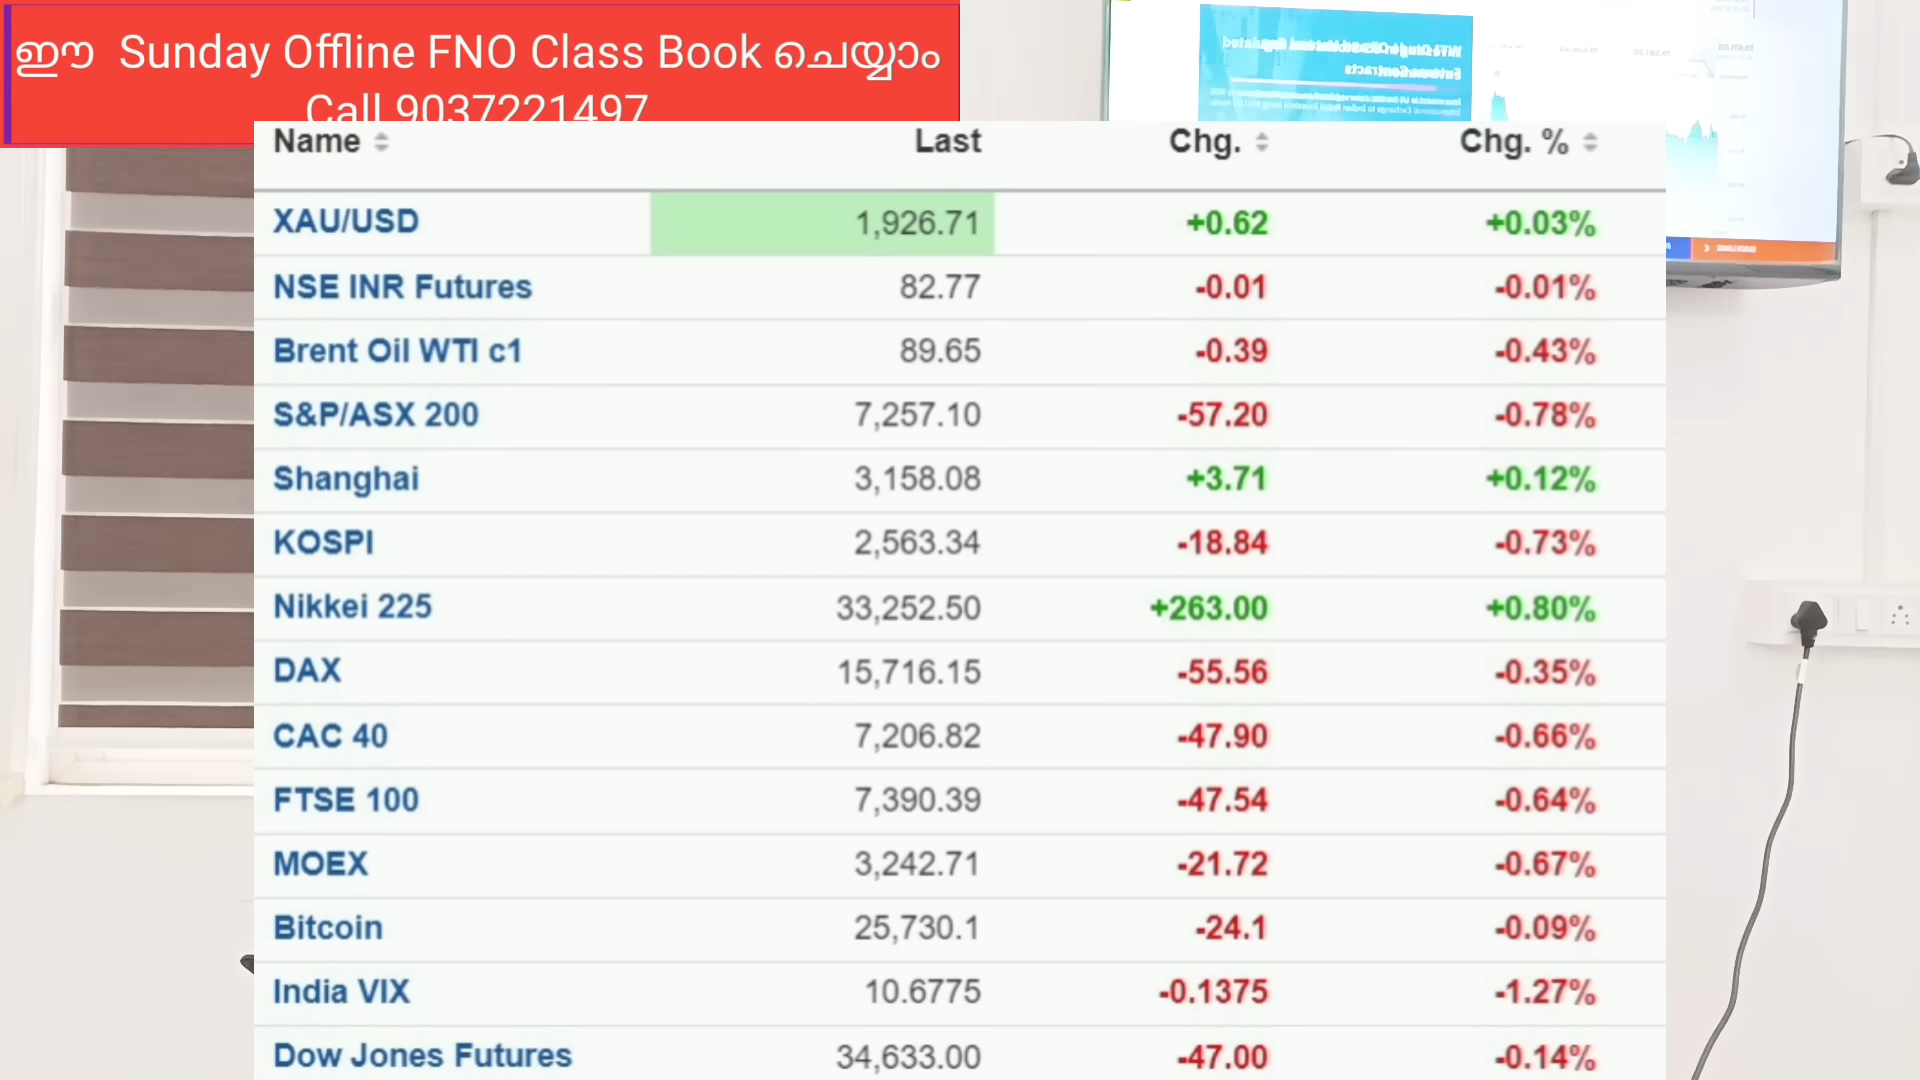 ഈ Sunday Offline FNO Class Book ചെയ്യാം
Call 9037221497
Name Last Chg. Chg. %
XAU/USD 1,926.71 +0.62 +0.03%
NSE INR Futures 82.77 -0.01 -0.01%
Brent Oil WTI c1 89.65 -0.39 -0.43%
S&P/ASX 200 7,257.10 -57.20 -0.78%
Shanghai 3,158.08 +3.71 +0.12%
KOSPI 2,563.34 -18.84 -0.73%
Nikkei 225 33,252.50 +263.00 +0.80%
DAX 15,716.15 -55.56 -0.35%
CAC 40 7,206.82 -47.90 -0.66%
FTSE 100 7,390.39 -47.54 -0.64%
MOEX 3,242.71 -21.72 -0.67%
Bitcoin 25,730.1 -24.1 -0.09%
India VIX 10.6775 -0.1375 -1.27%
Dow Jones Futures 34,633.00 -47.00 -0.14%